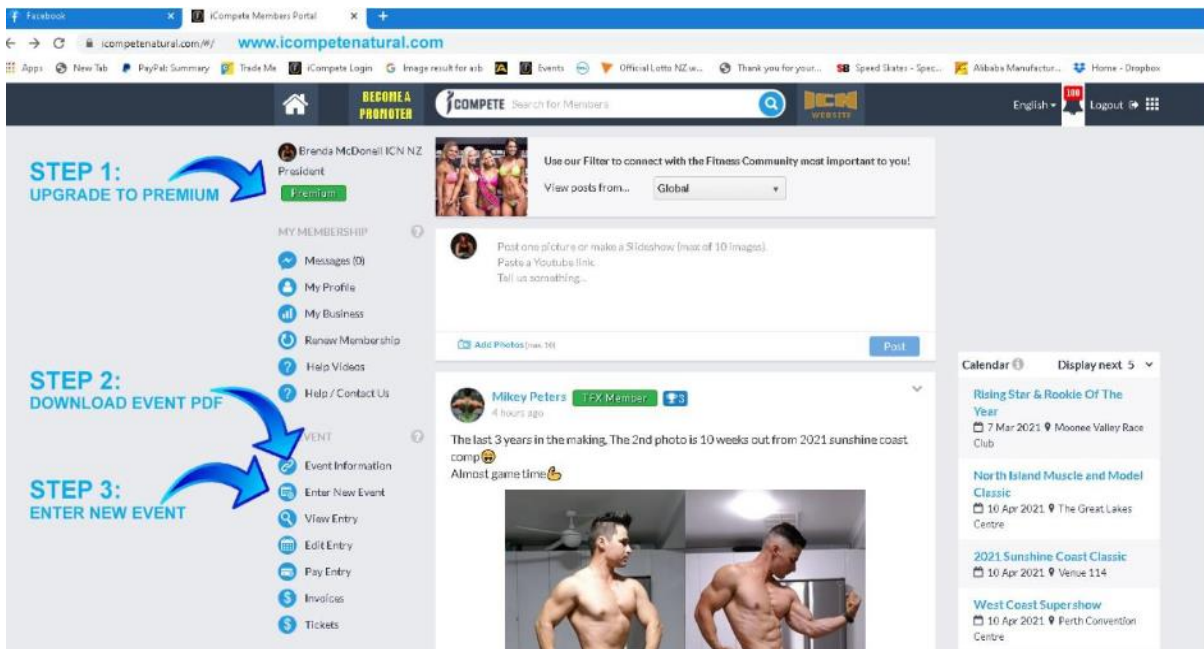 Facebook
iCompete Members Portal
icompetenatural.com/#/
www.icompetenatural.com
Apps
New Tab
PayPal: Summary
Trade Me
iCompete Login
Image result for asb
Events
Official Lotto NZ w...
Thank you for your...
SB Speed Skates - Spec...
Alibaba Manufactur...
Home - Dropbox
BECOME A
PROMOTER
COMPETE Search for Members
ICN
WEBSITE
English
100
Logout
STEP 1:
UPGRADE TO PREMIUM
Brenda McDonell ICN NZ
President
Premium
MY MEMBERSHIP
Messages (0)
My Profile
My Business
Renew Membership
Help Videos
Help / Contact Us
STEP 2:
DOWNLOAD EVENT PDF
EVENT
Event Information
STEP 3:
ENTER NEW EVENT
Enter New Event
View Entry
Edit Entry
Pay Entry
Invoices
Tickets
Use our Filter to connect with the Fitness Community most important to you!
View posts from...
Global
Post one picture or make a Slideshow (max of 10 images).
Paste a Youtube link
Tell us something...
Add Photos (max. 10)
Post
Mikey Peters TFX Member 3
4 hours ago
The last 3 years in the making, The 2nd photo is 10 weeks out from 2021 sunshine coast
comp
Almost game time
Calendar
Display next 5
Rising Star & Rookie Of The
Year
7 Mar 2021 Moonee Valley Race
Club
North Island Muscle and Model
Classic
10 Apr 2021 The Great Lakes
Centre
2021 Sunshine Coast Classic
10 Apr 2021 Venue 114
West Coast Supershow
10 Apr 2021 Perth Convention
Centre